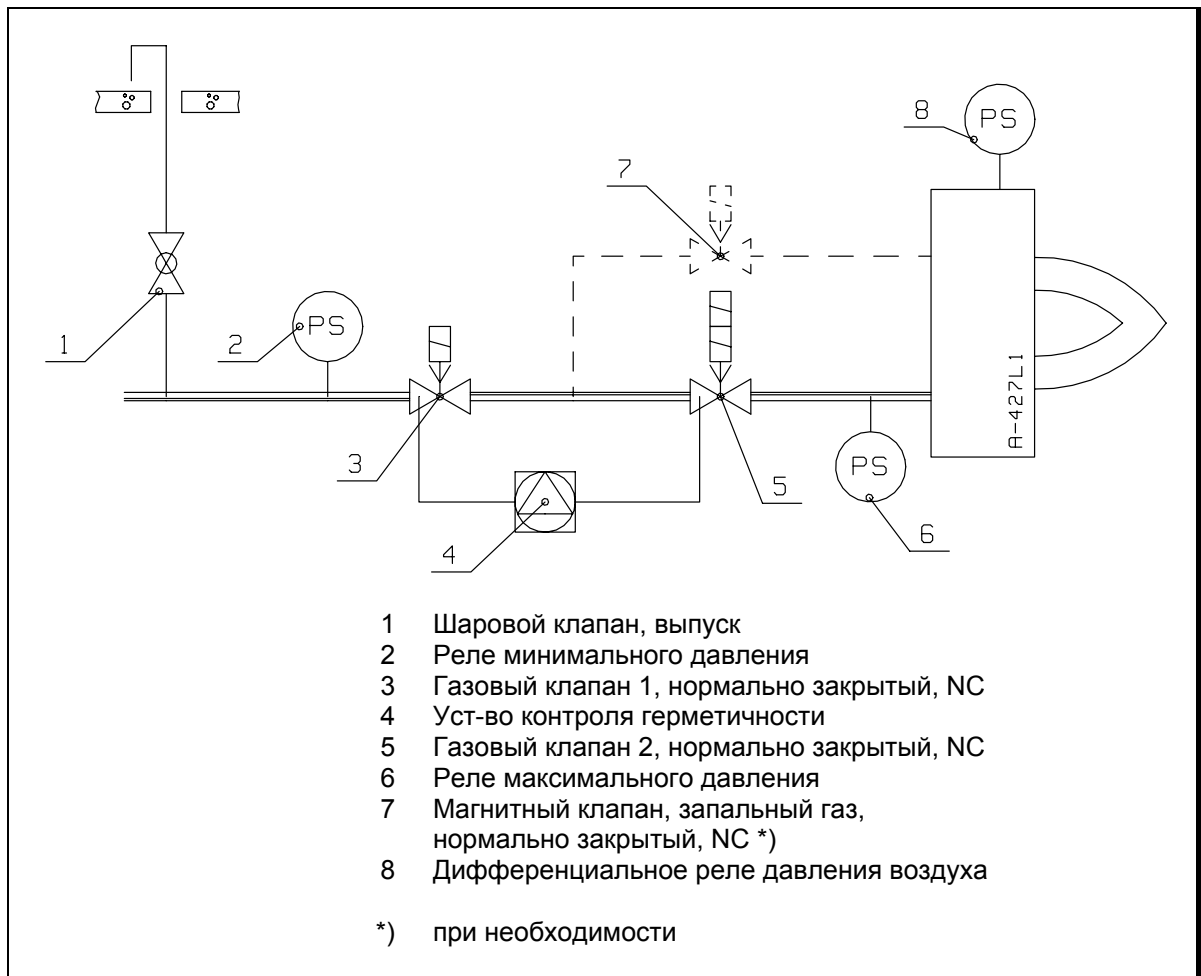 8
PS
7
1
2
PS
A-427L1
3
5
PS
4
6
1 Шаровой клапан, выпуск
2 Реле минимального давления
3 Газовый клапан 1, нормально закрытый, NC
4 Уст-во контроля герметичности
5 Газовый клапан 2, нормально закрытый, NC
6 Реле максимального давления
7 Магнитный клапан, запальный газ,
нормально закрытый, NC *)
8 Дифференциальное реле давления воздуха
*) при необходимости